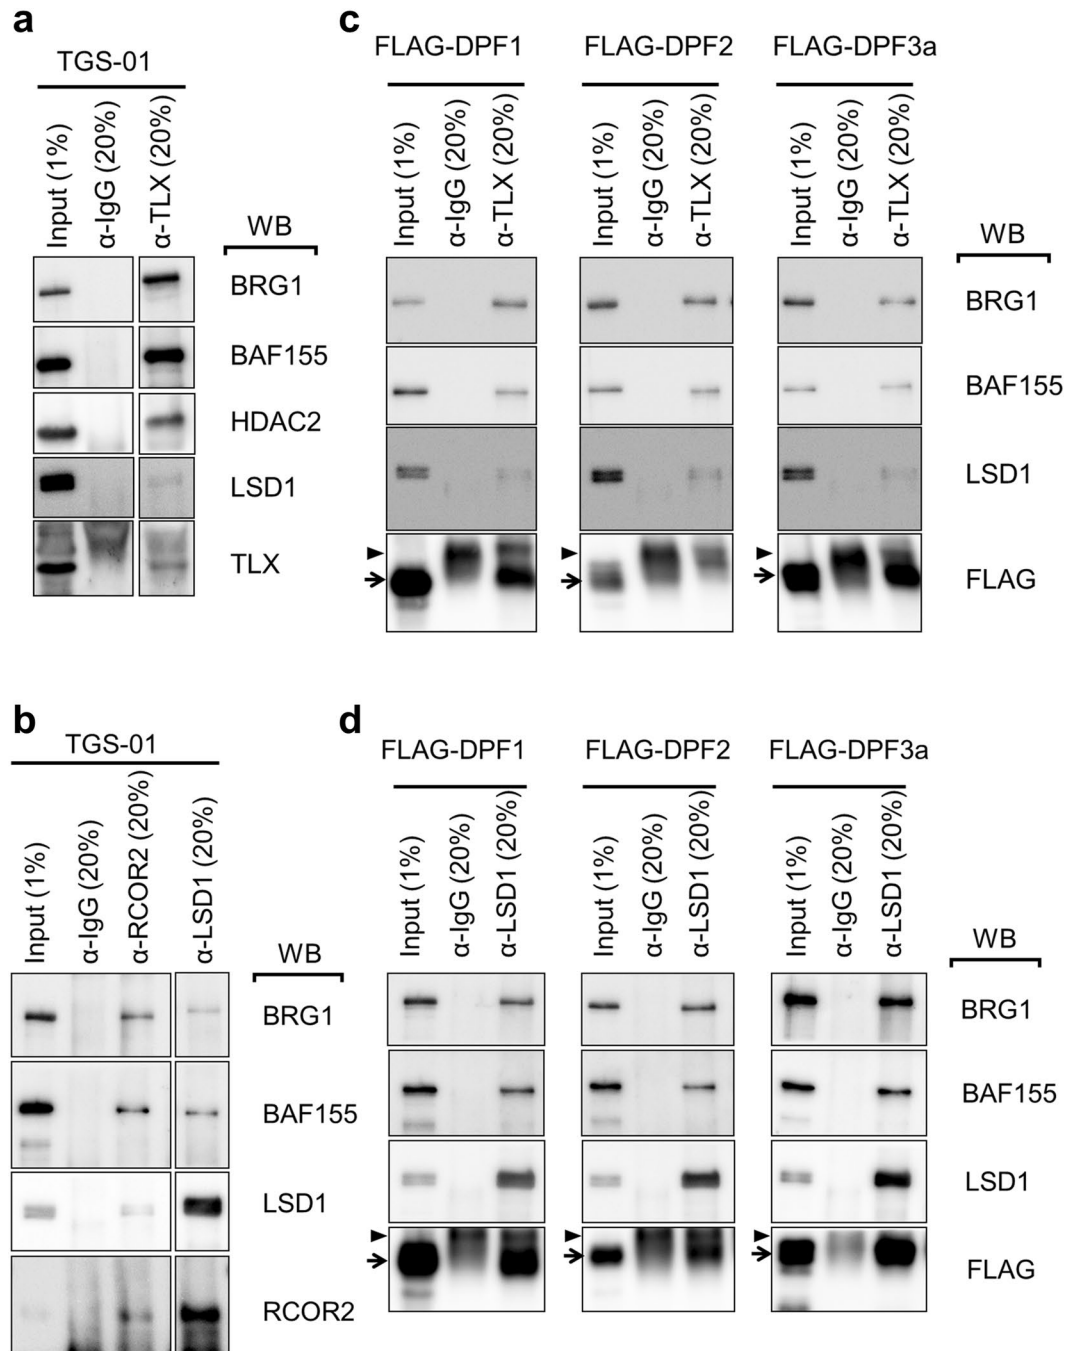 a
TGS-01
Input (1%)
α-IgG (20%)
α-TLX (20%)
WB
BRG1
BAF155
HDAC2
LSD1
TLX
c
FLAG-DPF1
FLAG-DPF2
FLAG-DPF3a
Input (1%)
α-IgG (20%)
α-TLX (20%)
Input (1%)
α-IgG (20%)
α-TLX (20%)
Input (1%)
α-IgG (20%)
α-TLX (20%)
WB
BRG1
BAF155
LSD1
FLAG
b
TGS-01
Input (1%)
α-IgG (20%)
α-RCOR2 (20%)
α-LSD1 (20%)
WB
BRG1
BAF155
LSD1
RCOR2
d
FLAG-DPF1
FLAG-DPF2
FLAG-DPF3a
Input (1%)
α-IgG (20%)
α-LSD1 (20%)
Input (1%)
α-IgG (20%)
α-LSD1 (20%)
Input (1%)
α-IgG (20%)
α-LSD1 (20%)
WB
BRG1
BAF155
LSD1
FLAG